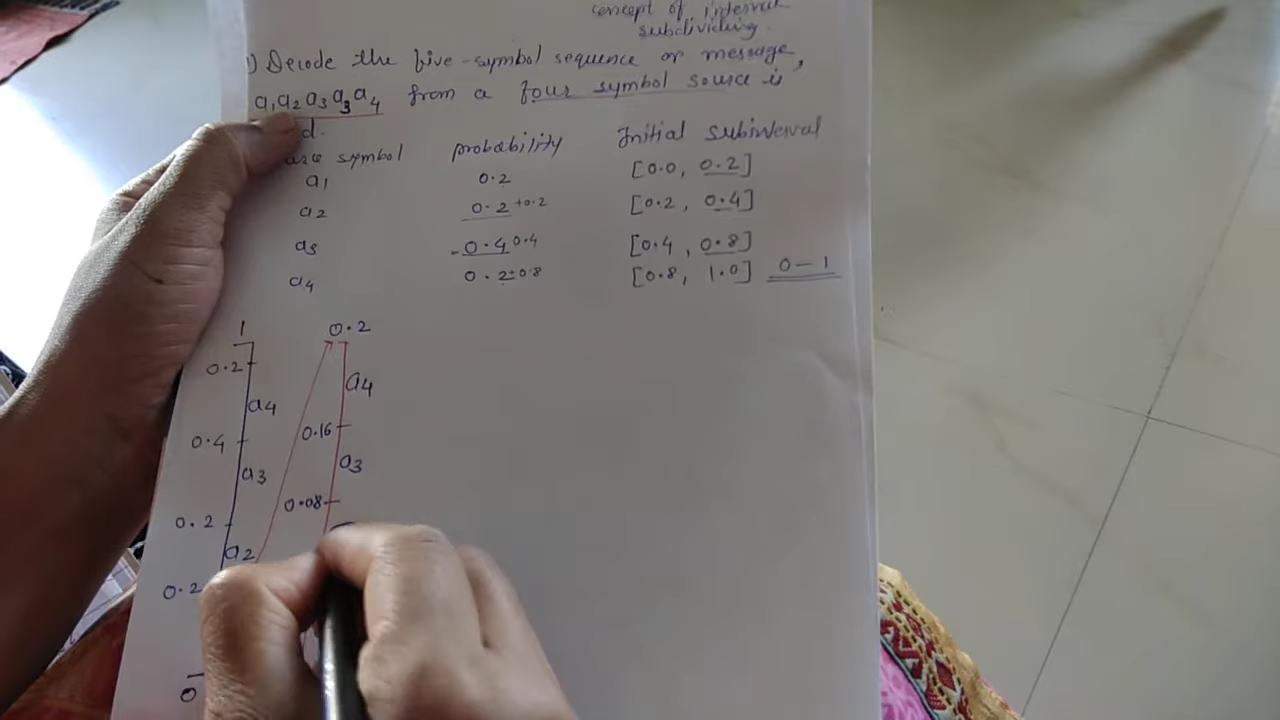 concept of interval
subdividing.
1) Decode the five-symbol sequence or message,
a1a2a3a3a4 from a four symbol source is
d.
symbol probability Initial subinterval
a1 0.2 [0.0, 0.2]
a2 0.2 +0.2 [0.2, 0.4]
a3 0.4 0.4 [0.4, 0.8]
a4 0.2+0.8 [0.8, 1.0] 0-1
1 0.2
0.2 a4
a4 0.16
0.4 a3
a3 0.08
0.2
a2
0.2
0